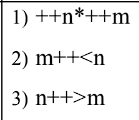 1) ++n*++m
2) m++<n
3) n++>m